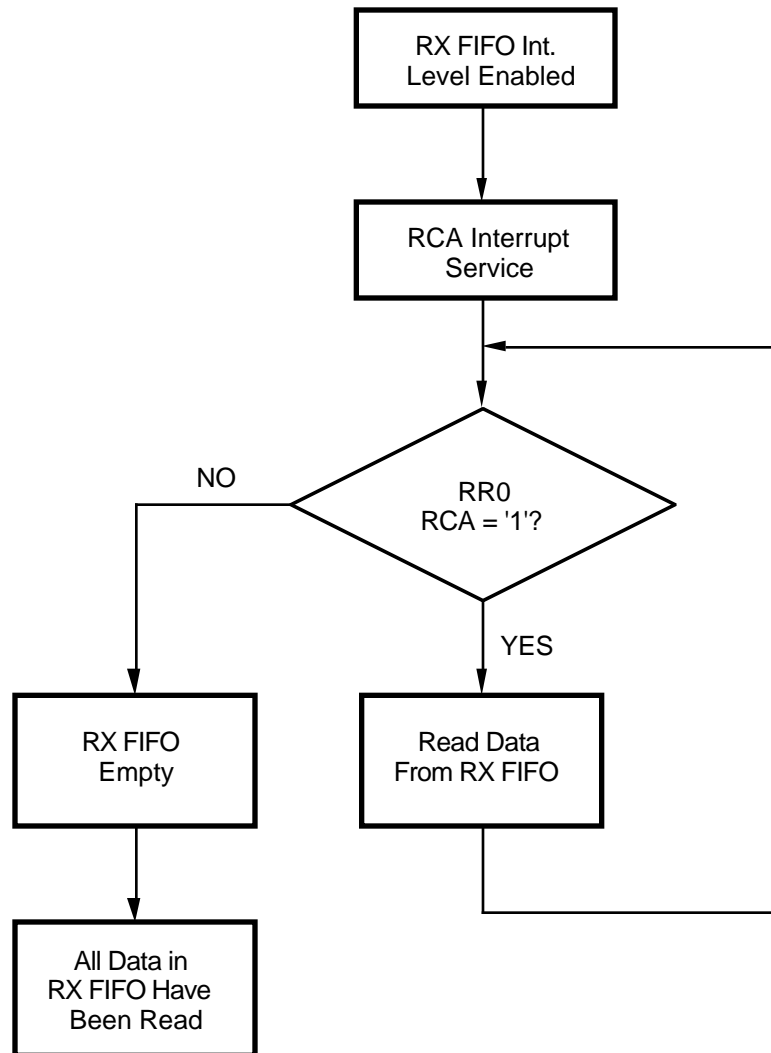 RX FIFO Int.
Level Enabled
RCA Interrupt
Service
RR0
RCA = '1'?
NO
YES
RX FIFO
Empty
Read Data
From RX FIFO
All Data in
RX FIFO Have
Been Read